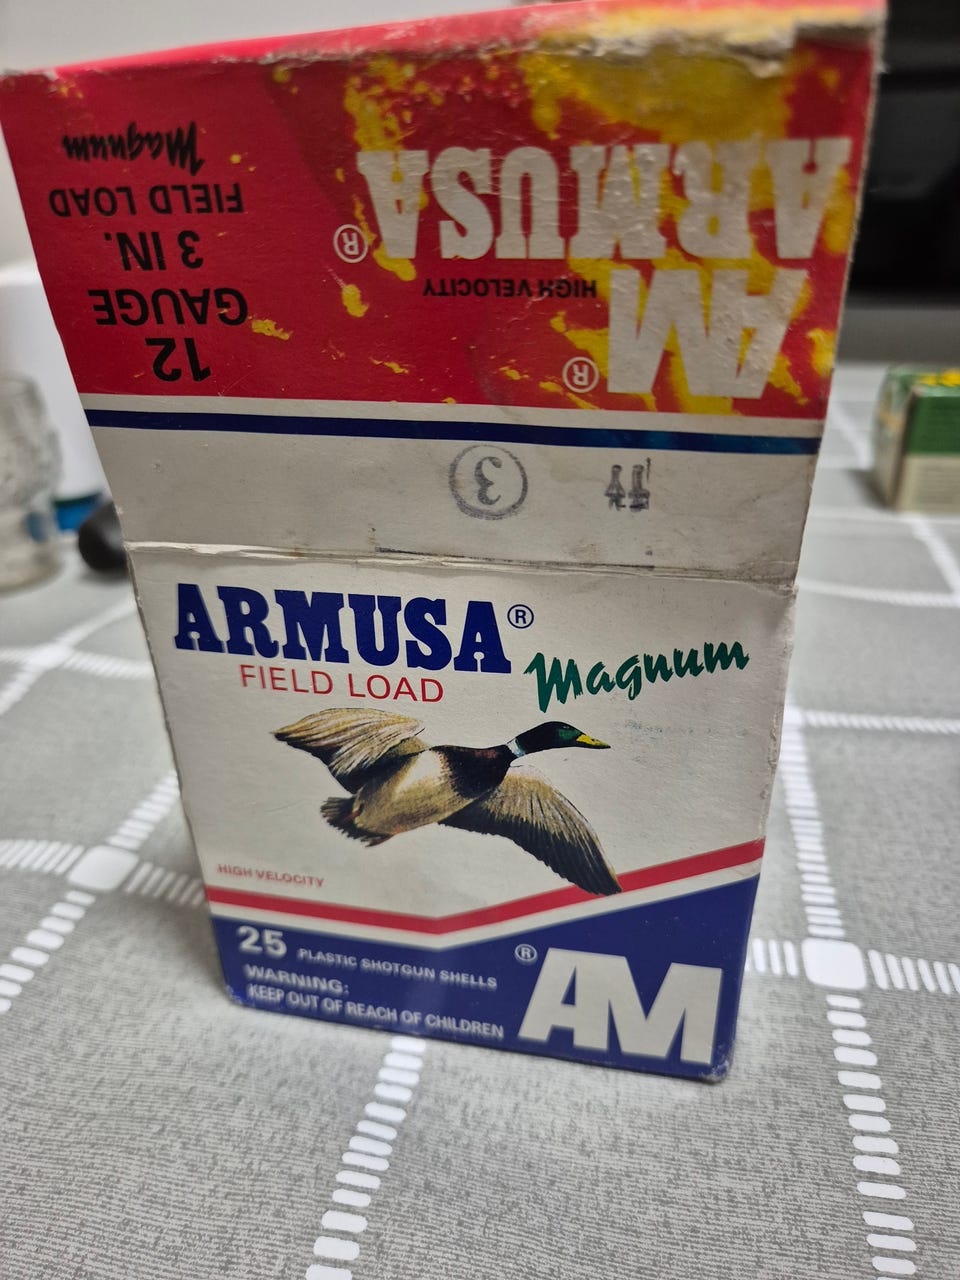 Magnum
FIELD LOAD
3 IN.
12
GAUGE
ARMUSA®
HIGH VELOCITY
AM®
3
ARMUSA®
FIELD LOAD
Magnum
HIGH VELOCITY
25 PLASTIC SHOTGUN SHELLS
WARNING:
KEEP OUT OF REACH OF CHILDREN
®AM